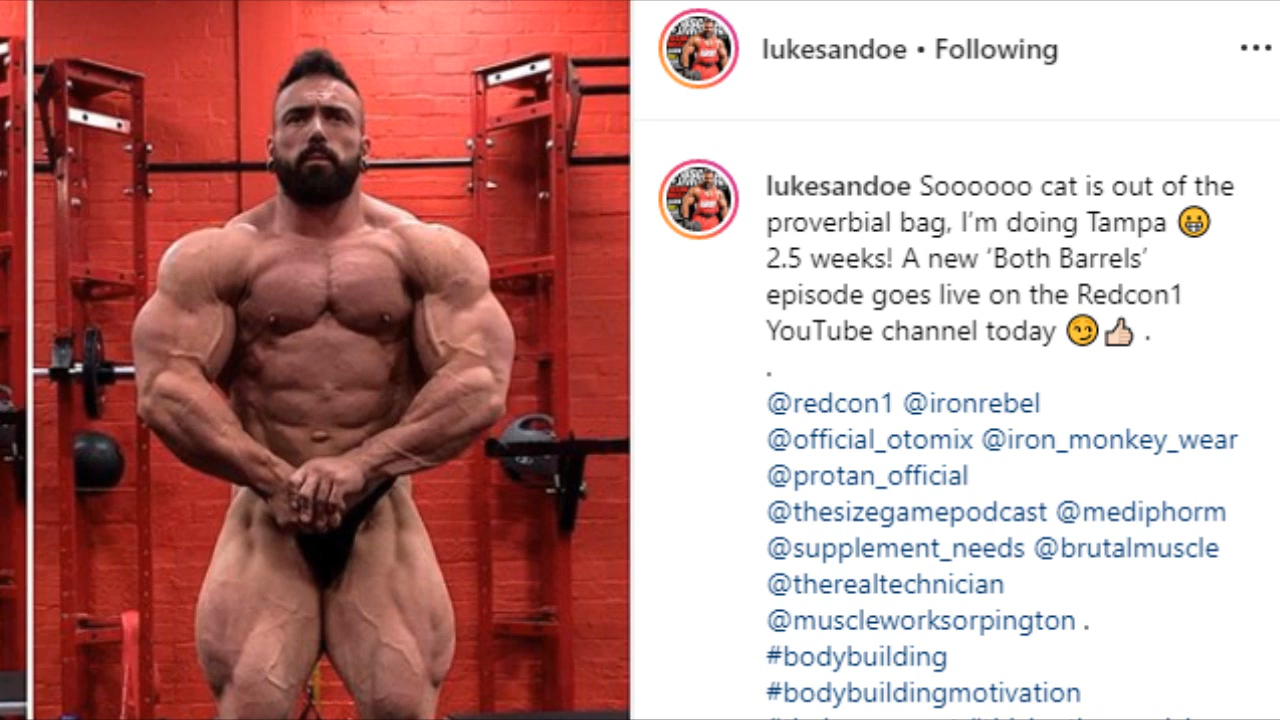 lukesandoe • Following
lukesandoe Soooooo cat is out of the
proverbial bag, I'm doing Tampa 😁
2.5 weeks! A new ‘Both Barrels’
episode goes live on the Redcon1
YouTube channel today 😏👍🏻 .
.
@redcon1 @ironrebel
@official_otomix @iron_monkey_wear
@protan_official
@thesizegamepodcast @mediphorm
@supplement_needs @brutalmuscle
@therealtechnician
@muscleworksorpington .
#bodybuilding
#bodybuildingmotivation